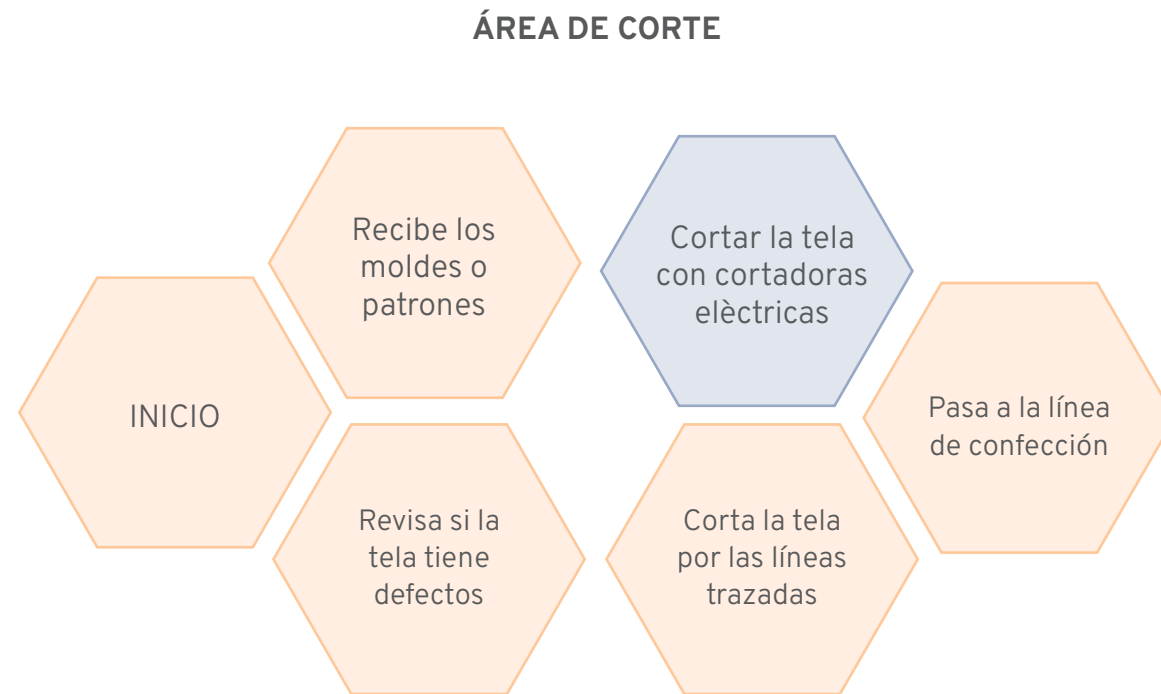 ÁREA DE CORTE
INICIO
Recibe los
moldes o
patrones
Revisa si la
tela tiene
defectos
Cortar la tela
con cortadoras
elèctricas
Corta la tela
por las líneas
trazadas
Pasa a la línea
de confección